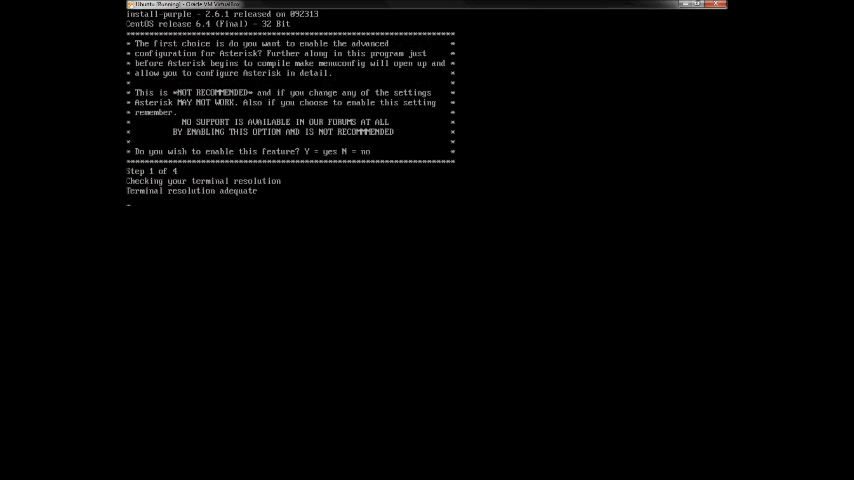 Ubuntu [Running] - Oracle VM VirtualBox
install-purple - 2.6.1 released on 092313
CentOS release 6.4 (Final) - 32 Bit
*****************************************************************************
* The first choice is do you want to enable the advanced *
* configuration for Asterisk? Further along in this program just *
* before Asterisk begins to compile make menuconfig will open up and *
* allow you to configure Asterisk in detail. *
* *
* This is *NOT RECOMMENDED* and if you change any of the settings *
* Asterisk MAY NOT WORK. Also if you choose to enable this setting *
* remember. *
* NO SUPPORT IS AVAILABLE IN OUR FORUMS AT ALL *
* BY ENABLING THIS OPTION AND IS NOT RECOMMMENDED *
* *
* Do you wish to enable this feature? Y = yes N = no *
*****************************************************************************
Step 1 of 4
Checking your terminal resolution
Terminal resolution adequate
_